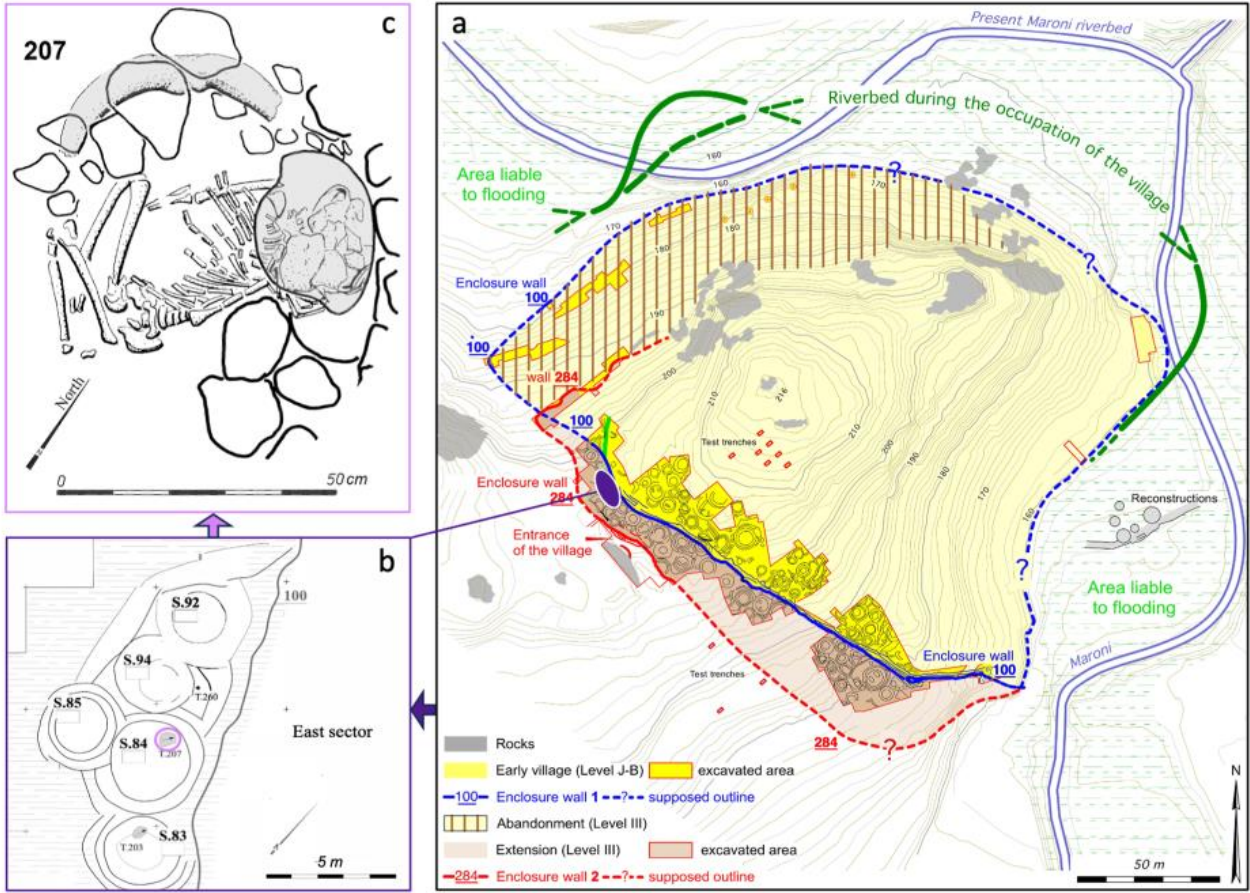 207
c
North
0
50 cm
b
S.92
100
S.94
T.260
S.85
S.84
T.207
East sector
S.83
T.203
5 m
a
Present Maroni riverbed
Riverbed during the occupation of the village
Area liable
to flooding
160
160
170
?
170
180
180
Enclosure wall
100
190
?
100
wall 284
200
210
216
100
210
200
190
180
170
160
Test trenches
Enclosure wall
284
Reconstructions
Entrance
of the village
?
Area liable
to flooding
Enclosure wall
100
Maroni
Test trenches
284
?
Rocks
Early village (Level J-B)
excavated area
100 Enclosure wall 1 --?-- supposed outline
Abandonment (Level III)
Extension (Level III)
excavated area
284 Enclosure wall 2 --?-- supposed outline
N
50 m